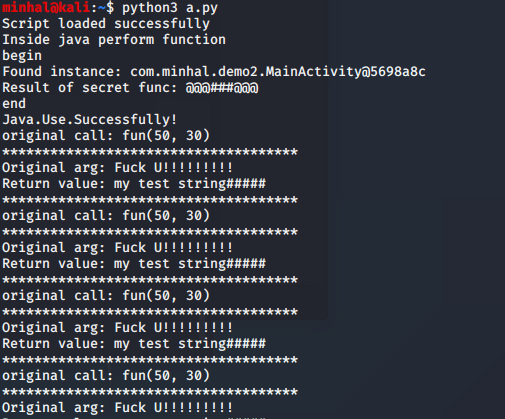 minhal@kali:~$ python3 a.py
Script loaded successfully
Inside java perform function
begin
Found instance: com.minhal.demo2.MainActivity@5698a8c
Result of secret func: @@@###@@@
end
Java.Use.Successfully!
original call: fun(50, 30)
*************************************
Original arg: Fuck U!!!!!!!!!
Return value: my test string#####
*************************************
original call: fun(50, 30)
*************************************
Original arg: Fuck U!!!!!!!!!
Return value: my test string#####
*************************************
original call: fun(50, 30)
*************************************
Original arg: Fuck U!!!!!!!!!
Return value: my test string#####
*************************************
original call: fun(50, 30)
*************************************
Original arg: Fuck U!!!!!!!!!